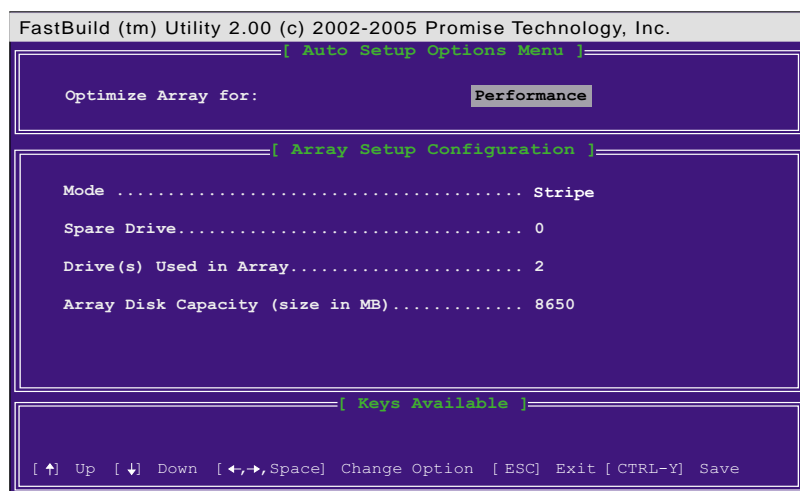 FastBuild (tm) Utility 2.00 (c) 2002-2005 Promise Technology, Inc.
[ Auto Setup Options Menu ]
Optimize Array for: Performance
[ Array Setup Configuration ]
Mode ........................................ Stripe
Spare Drive.................................. 0
Drive(s) Used in Array....................... 2
Array Disk Capacity (size in MB)............. 8650
[ Keys Available ]
[↑] Up [↓] Down [←,→,Space] Change Option [ESC] Exit [CTRL-Y] Save